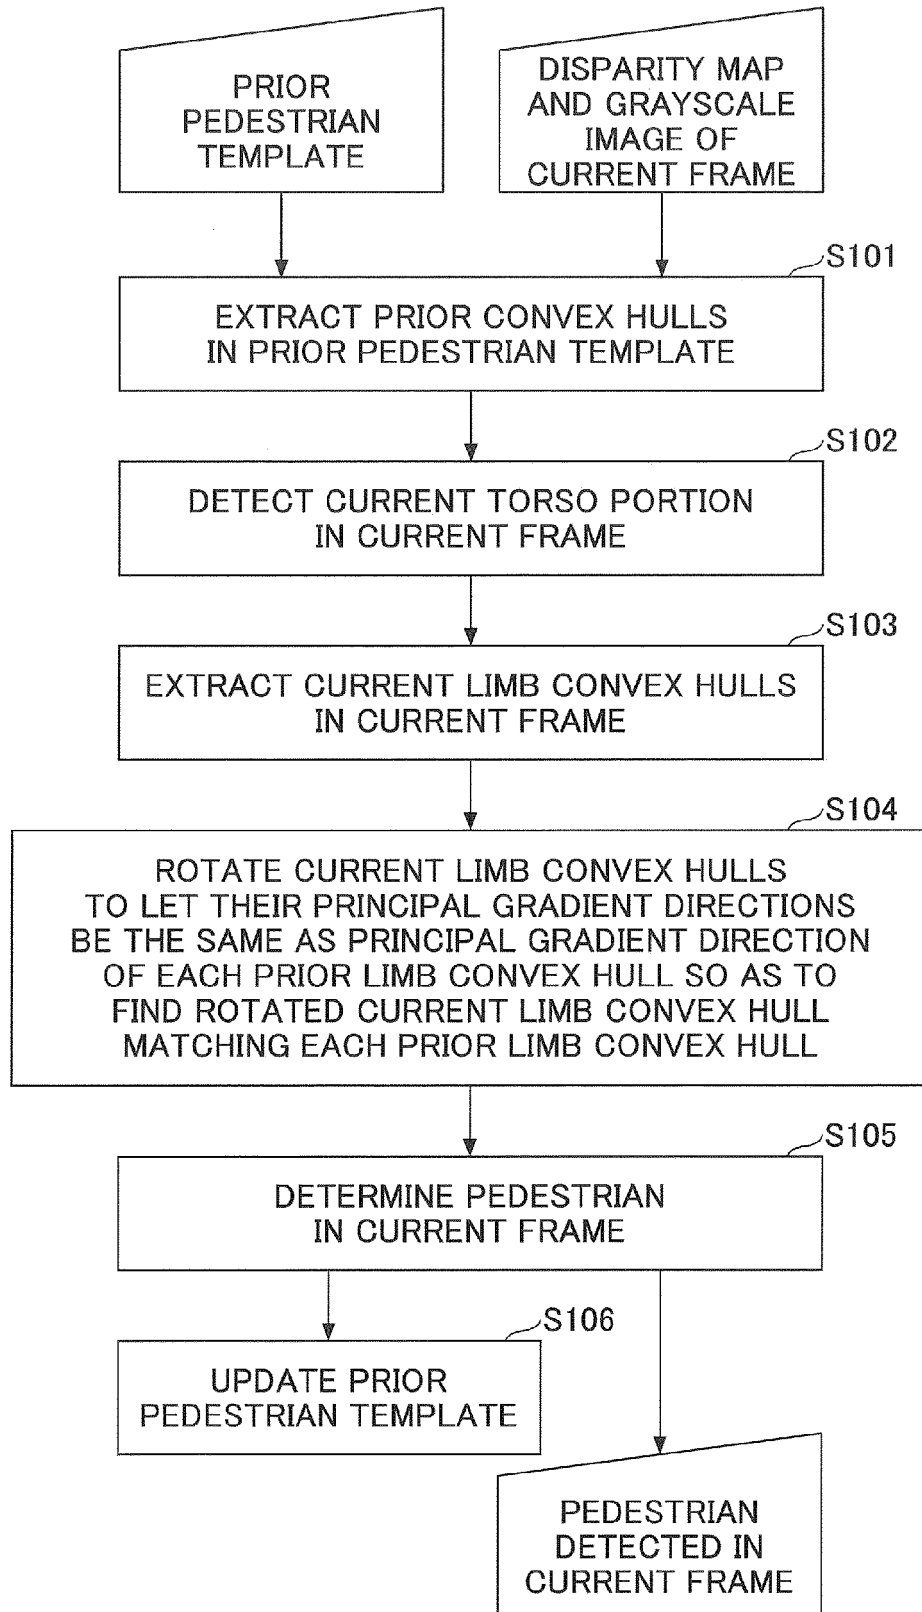 PRIOR
PEDESTRIAN
TEMPLATE
DISPARITY MAP
AND GRAYSCALE
IMAGE OF
CURRENT FRAME
S101
EXTRACT PRIOR CONVEX HULLS
IN PRIOR PEDESTRIAN TEMPLATE
S102
DETECT CURRENT TORSO PORTION
IN CURRENT FRAME
S103
EXTRACT CURRENT LIMB CONVEX HULLS
IN CURRENT FRAME
S104
ROTATE CURRENT LIMB CONVEX HULLS
TO LET THEIR PRINCIPAL GRADIENT DIRECTIONS
BE THE SAME AS PRINCIPAL GRADIENT DIRECTION
OF EACH PRIOR LIMB CONVEX HULL SO AS TO
FIND ROTATED CURRENT LIMB CONVEX HULL
MATCHING EACH PRIOR LIMB CONVEX HULL
S105
DETERMINE PEDESTRIAN
IN CURRENT FRAME
S106
UPDATE PRIOR
PEDESTRIAN TEMPLATE
PEDESTRIAN
DETECTED IN
CURRENT FRAME